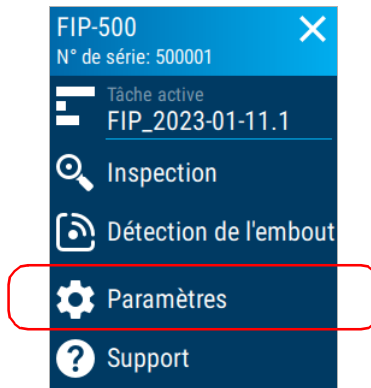 FIP-500
N° de série: 500001
Tâche active
FIP_2023-01-11.1
Inspection
Détection de l'embout
Paramètres
Support